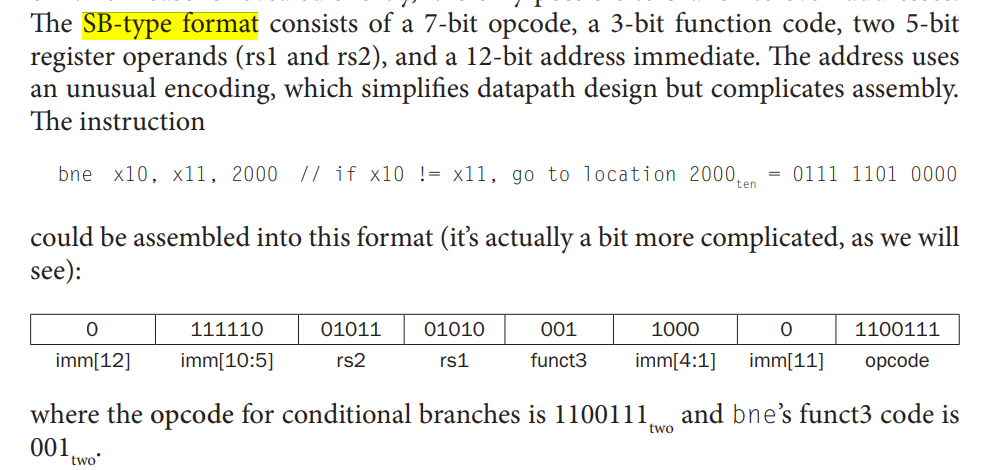 The SB-type format consists of a 7-bit opcode, a 3-bit function code, two 5-bit
register operands (rs1 and rs2), and a 12-bit address immediate. The address uses
an unusual encoding, which simplifies datapath design but complicates assembly.
The instruction
bne x10, x11, 2000 // if x10 != x11, go to location 2000ten = 0111 1101 0000
could be assembled into this format (it’s actually a bit more complicated, as we will
see):
0 111110 01011 01010 001 1000 0 1100111
imm[12] imm[10:5] rs2 rs1 funct3 imm[4:1] imm[11] opcode
where the opcode for conditional branches is 1100111two and bne’s funct3 code is
001two.